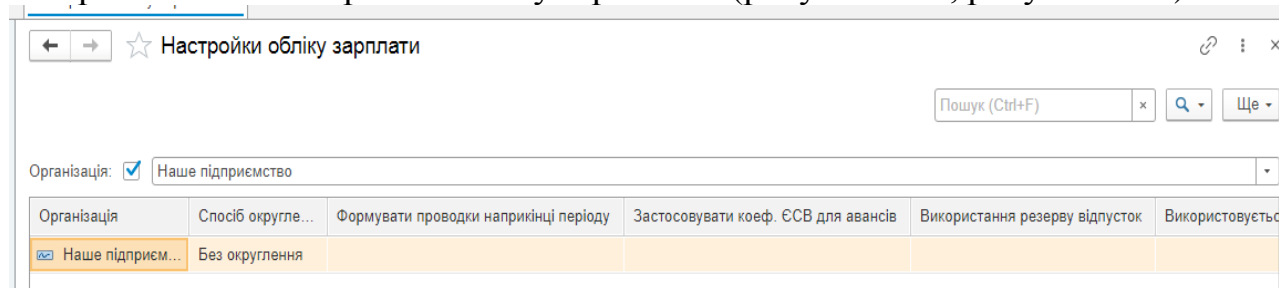 Настройки обліку зарплати
Пошук (Ctrl+F)
Ще
Організація:
Наше підприємство
Організація Спосіб округле... Формувати проводки наприкінці періоду Застосовувати коеф. ЄСВ для авансів Використання резерву відпусток Використовуєтьс
Наше підприєм... Без округлення